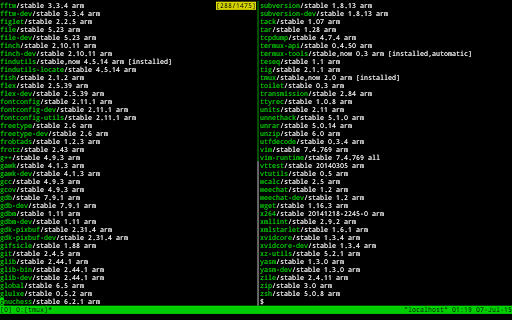 fftw/stable 3.3.4 arm
fftw-dev/stable 3.3.4 arm
figlet/stable 2.2.5 arm
file/stable 5.23 arm
file-dev/stable 5.23 arm
finch/stable 2.10.11 arm
finch-dev/stable 2.10.11 arm
findutils/stable,now 4.5.14 arm [installed]
findutils-locate/stable 4.5.14 arm
fish/stable 2.1.2 arm
flex/stable 2.5.39 arm
flex-dev/stable 2.5.39 arm
fontconfig/stable 2.11.1 arm
fontconfig-dev/stable 2.11.1 arm
fontconfig-utils/stable 2.11.1 arm
freetype/stable 2.6 arm
freetype-dev/stable 2.6 arm
frobtads/stable 1.2.3 arm
frotz/stable 2.43 arm
g++/stable 4.9.3 arm
gawk/stable 4.1.3 arm
gawk-dev/stable 4.1.3 arm
gcc/stable 4.9.3 arm
gcov/stable 4.9.3 arm
gdb/stable 7.9.1 arm
gdb-dev/stable 7.9.1 arm
gdbm/stable 1.11 arm
gdbm-dev/stable 1.11 arm
gdk-pixbuf/stable 2.31.4 arm
gdk-pixbuf-dev/stable 2.31.4 arm
gifsicle/stable 1.88 arm
git/stable 2.4.5 arm
glib/stable 2.44.1 arm
glib-bin/stable 2.44.1 arm
glib-dev/stable 2.44.1 arm
global/stable 6.5 arm
glulxe/stable 0.5.2 arm
gnuchess/stable 6.2.1 arm
[288/1475]
subversion/stable 1.8.13 arm
subversion-dev/stable 1.8.13 arm
tack/stable 1.07 arm
tar/stable 1.28 arm
tcpdump/stable 4.7.4 arm
termux-api/stable 0.4.50 arm
termux-tools/stable,now 0.3 arm [installed,automatic]
teseq/stable 1.1 arm
tig/stable 2.1.1 arm
tmux/stable,now 2.0 arm [installed]
toilet/stable 0.3 arm
transmission/stable 2.84 arm
ttyrec/stable 1.0.8 arm
units/stable 2.11 arm
unnethack/stable 5.1.0 arm
unrar/stable 5.0.14 arm
unzip/stable 6.0 arm
utfdecode/stable 0.3.4 arm
vim/stable 7.4.769 arm
vim-runtime/stable 7.4.769 all
vttest/stable 20140305 arm
vtutils/stable 0.5 arm
wcalc/stable 2.5 arm
weechat/stable 1.2 arm
weechat-dev/stable 1.2 arm
wget/stable 1.16.3 arm
x264/stable 20141218-2245-0 arm
xmllint/stable 2.9.2 arm
xmlstarlet/stable 1.6.1 arm
xvidcore/stable 1.3.4 arm
xvidcore-dev/stable 1.3.4 arm
xz-utils/stable 5.2.1 arm
yasm/stable 1.3.0 arm
yasm-dev/stable 1.3.0 arm
zile/stable 2.4.11 arm
zip/stable 3.0 arm
zsh/stable 5.0.8 arm
$
[0] 0:[tmux]* "localhost" 01:19 07-Jul-15